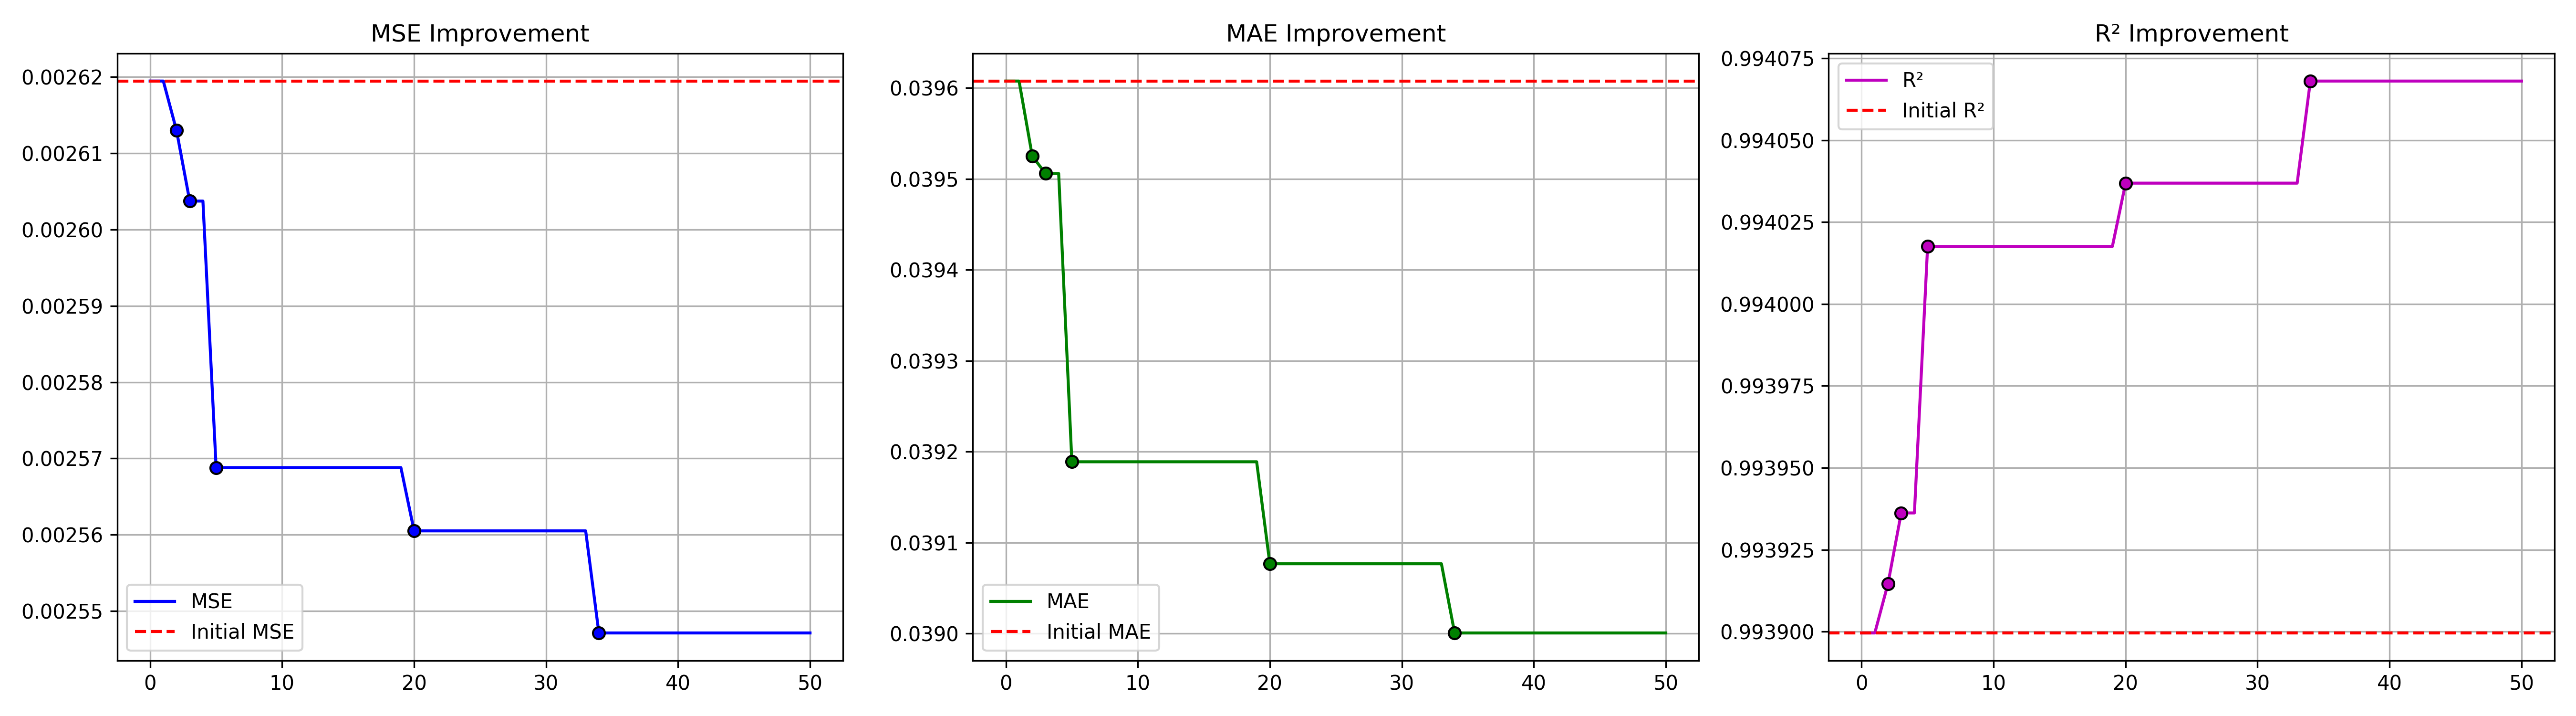 MSE Improvement
0.00262
0.00261
0.00260
0.00259
0.00258
0.00257
0.00256
0.00255
MSE
Initial MSE
0 10 20 30 40 50
MAE Improvement
0.0396
0.0395
0.0394
0.0393
0.0392
0.0391
0.0390
MAE
Initial MAE
0 10 20 30 40 50
R² Improvement
0.994075
0.994050
0.994025
0.994000
0.993975
0.993950
0.993925
0.993900
R²
Initial R²
0 10 20 30 40 50